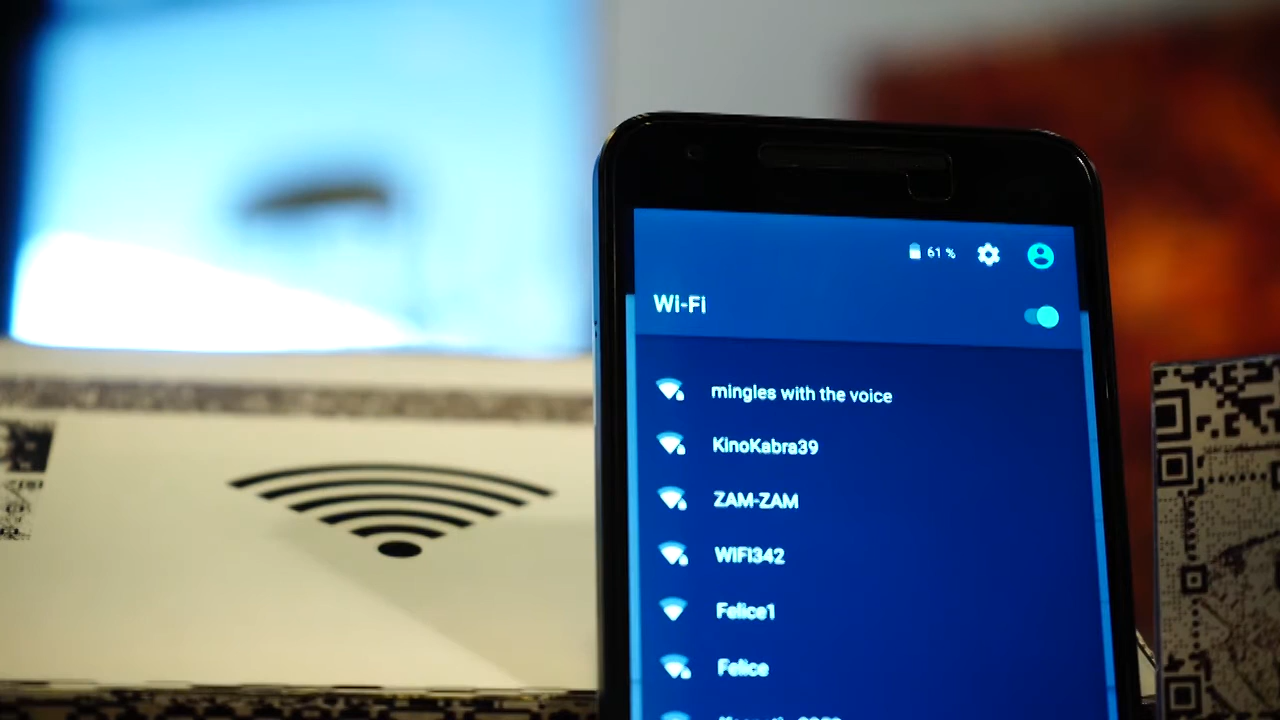 61 %
Wi-Fi
mingles with the voice
KinoKabra39
ZAM-ZAM
WIFI342
Felice1
Felice